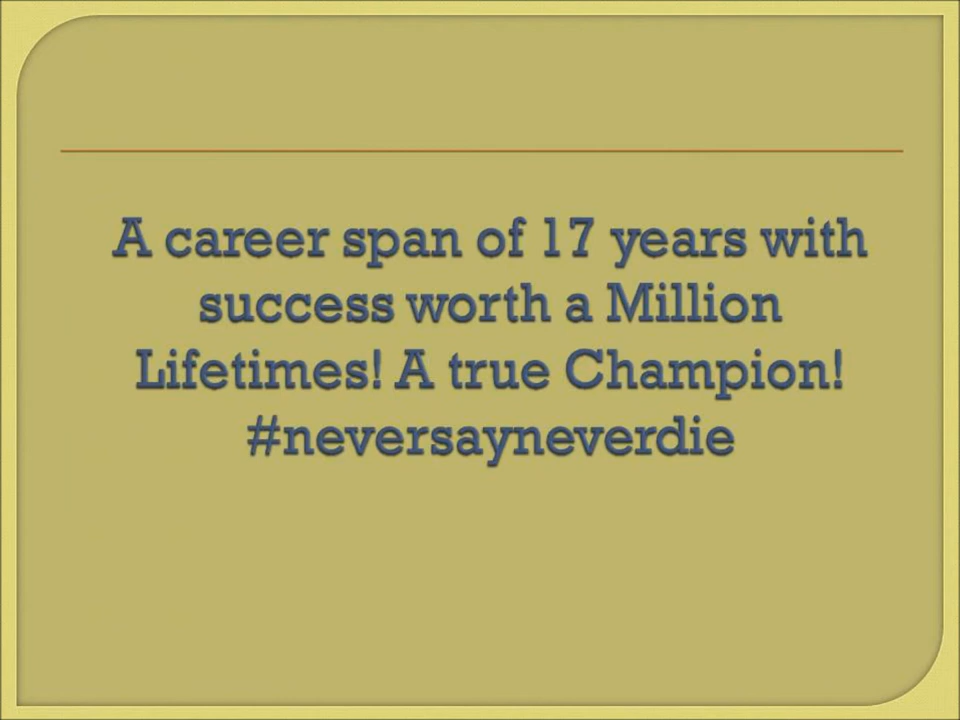 A career span of 17 years with
success worth a Million
Lifetimes! A true Champion!
#neversayneverdie